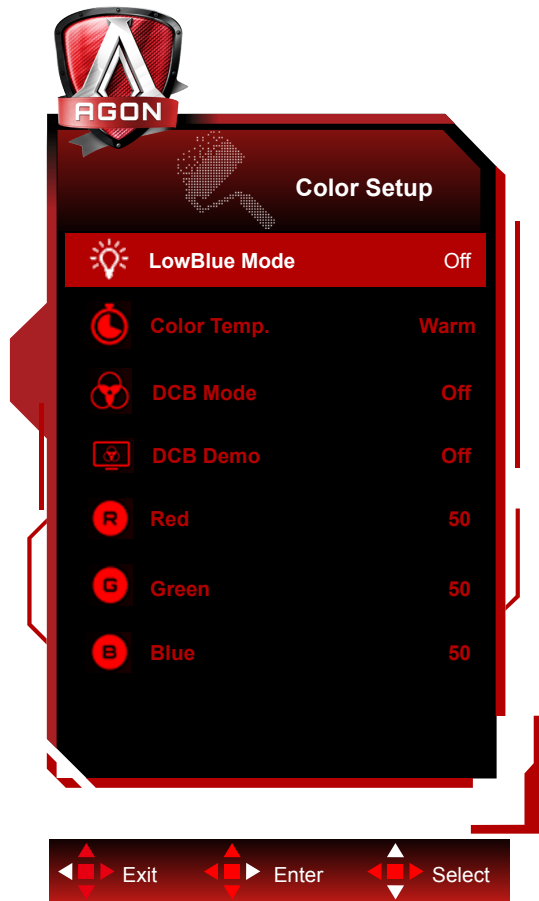 AGON
Color Setup
LowBlue Mode Off
Color Temp. Warm
DCB Mode Off
DCB Demo Off
R Red 50
G Green 50
B Blue 50
Exit Enter Select